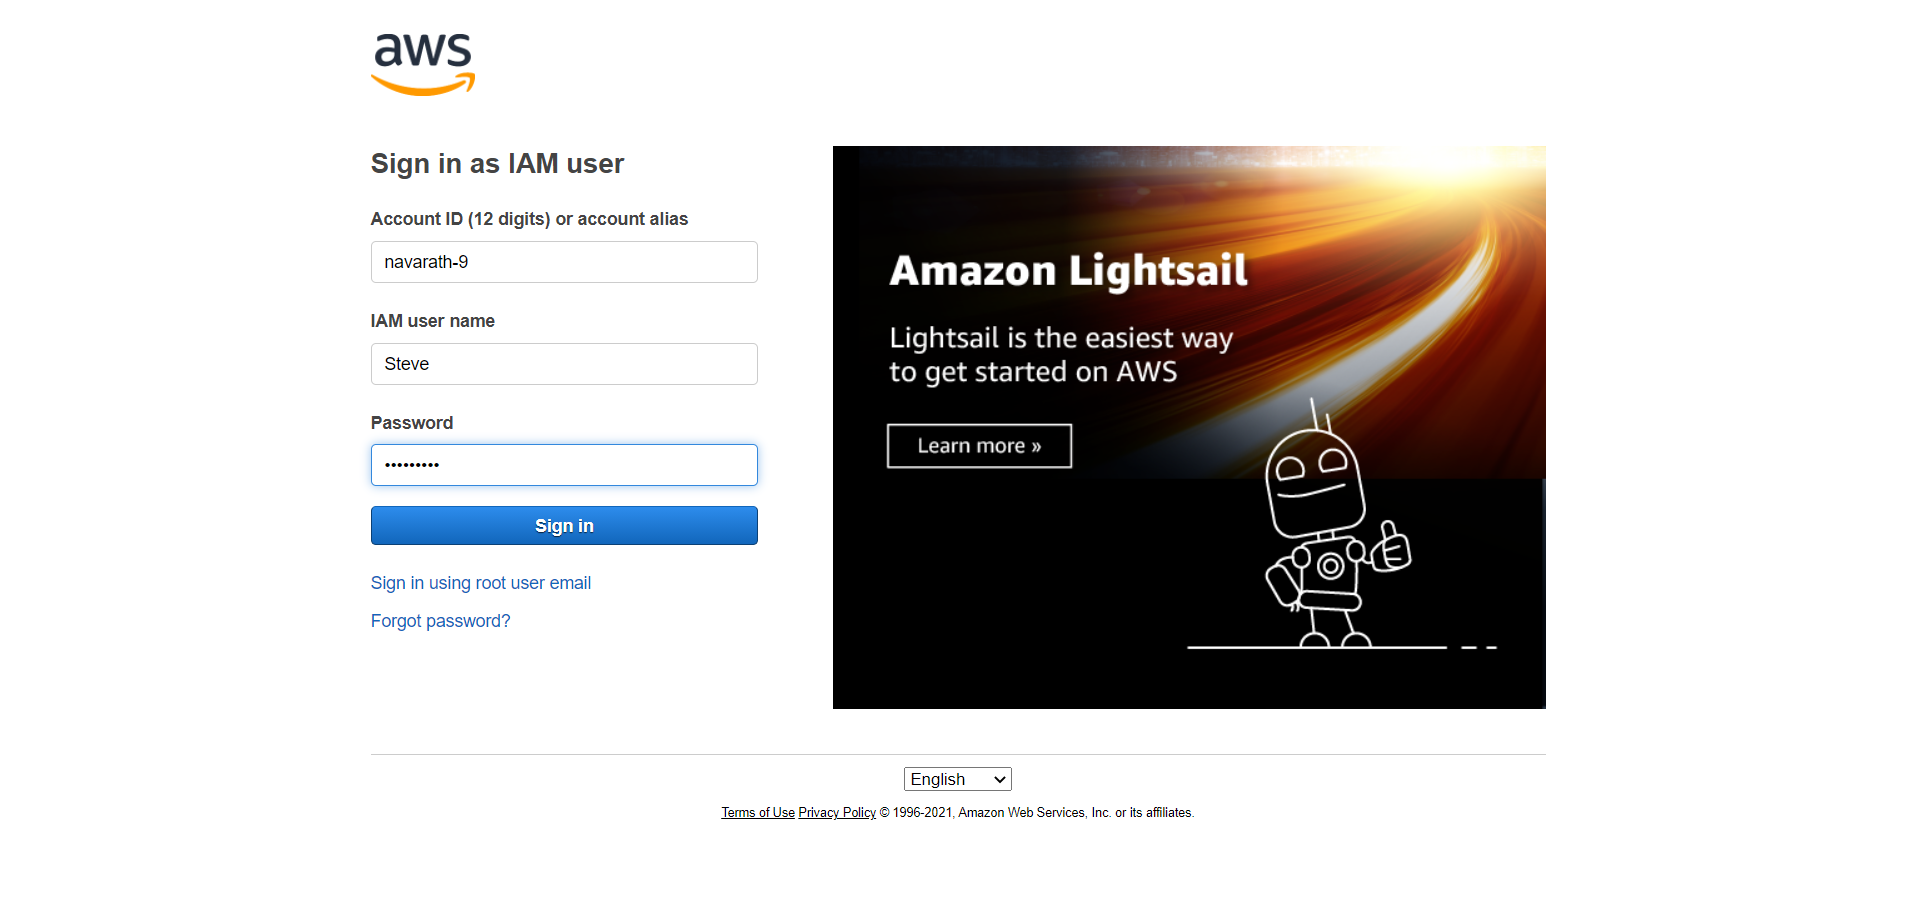 aws
Sign in as IAM user
Account ID (12 digits) or account alias
navarath-9
IAM user name
Steve
Password
•••••••••
Sign in
Sign in using root user email
Forgot password?
Amazon Lightsail
Lightsail is the easiest way
to get started on AWS
Learn more »
English
Terms of Use Privacy Policy © 1996-2021, Amazon Web Services, Inc. or its affiliates.